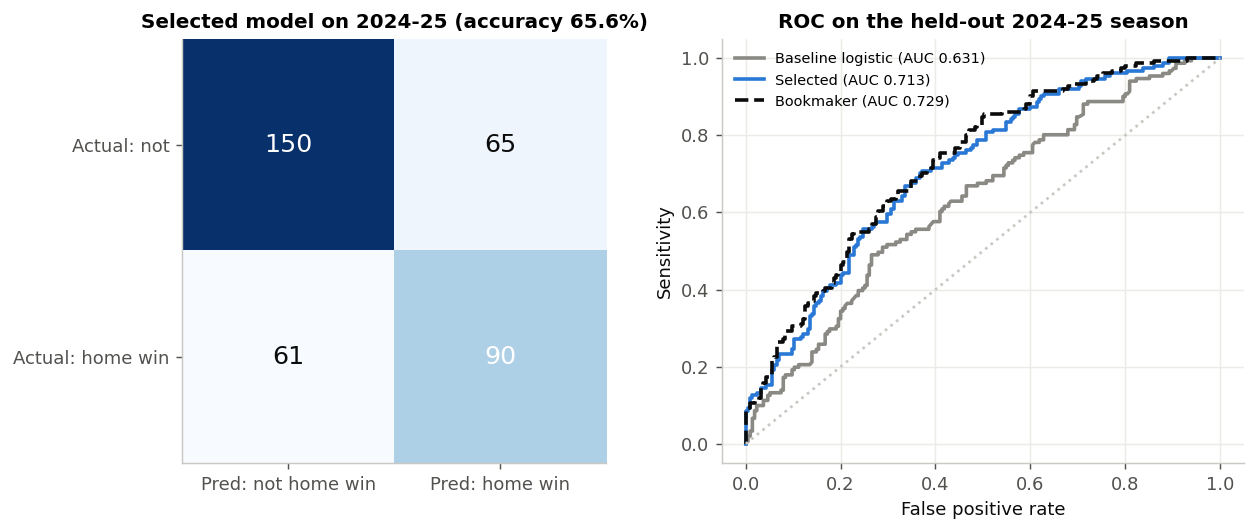 Selected model on 2024-25 (accuracy 65.6%)
Actual: not
150
65
Actual: home win
61
90
Pred: not home win
Pred: home win
ROC on the held-out 2024-25 season
Baseline logistic (AUC 0.631)
Selected (AUC 0.713)
Bookmaker (AUC 0.729)
Sensitivity
1.0
0.8
0.6
0.4
0.2
0.0
0.0
0.2
0.4
0.6
0.8
1.0
False positive rate